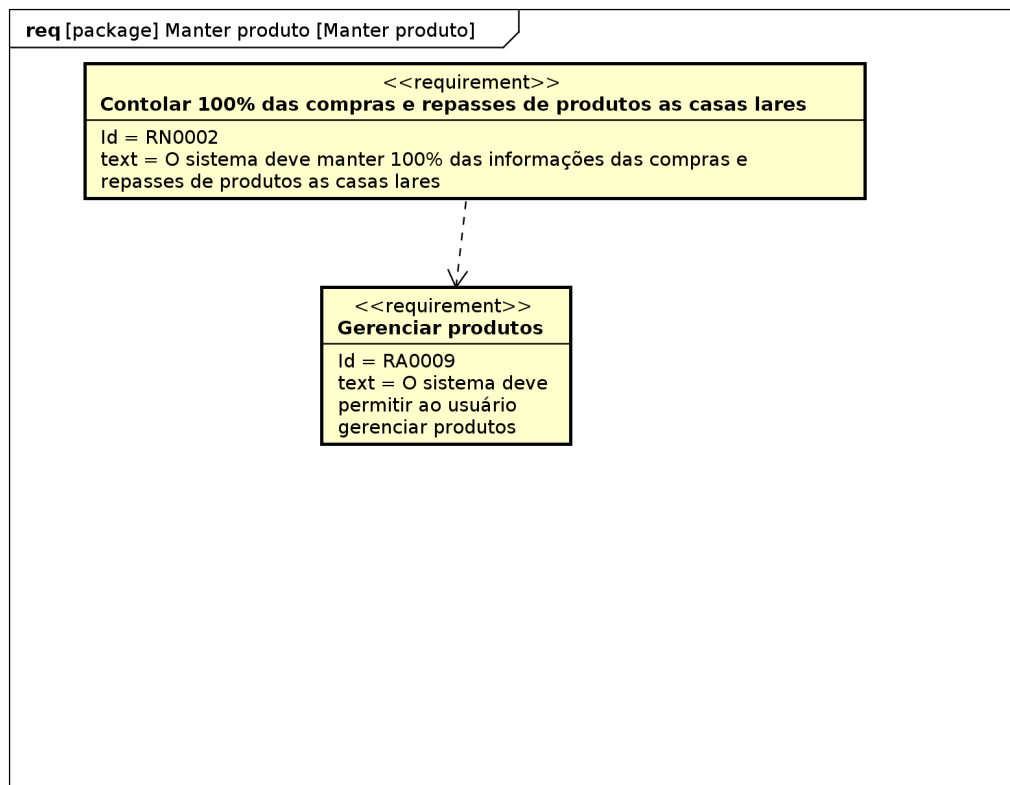 req [package] Manter produto [Manter produto]
<<requirement>>
Contolar 100% das compras e repasses de produtos as casas lares
Id = RN0002
text = O sistema deve manter 100% das informações das compras e
repasses de produtos as casas lares
<<requirement>>
Gerenciar produtos
Id = RA0009
text = O sistema deve
permitir ao usuário
gerenciar produtos